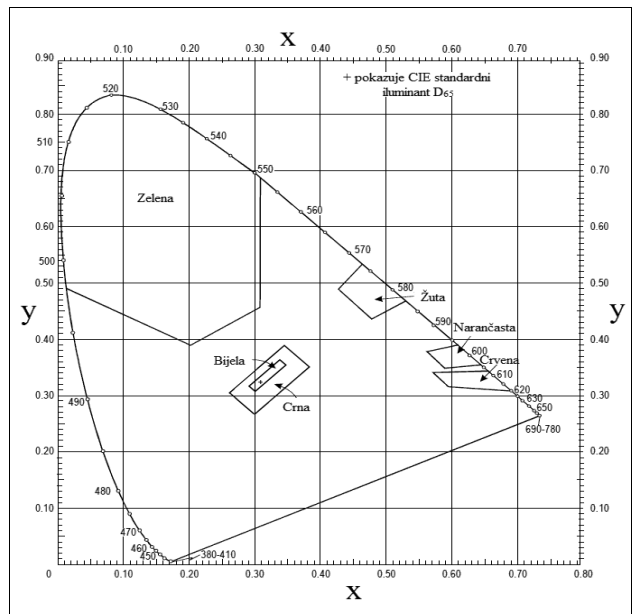 x
0.10 0.20 0.30 0.40 0.50 0.60 0.70
0.90 0.90
+ pokazuje CIE standardni
iluminant D65
520
530
0.80 0.80
540
510
550
0.70 0.70
Zelena
560
0.60 0.60
570
500
0.50 580 0.50
Žuta
y y
590
Narančasta
0.40 0.40
600
Bijela Crvena
610
0.30 Crna 620 0.30
630
490 650
690-780
0.20 0.20
480
0.10 0.10
470
460
450 380-410
0 0.10 0.20 0.30 0.40 0.50 0.60 0.70 0.80
x